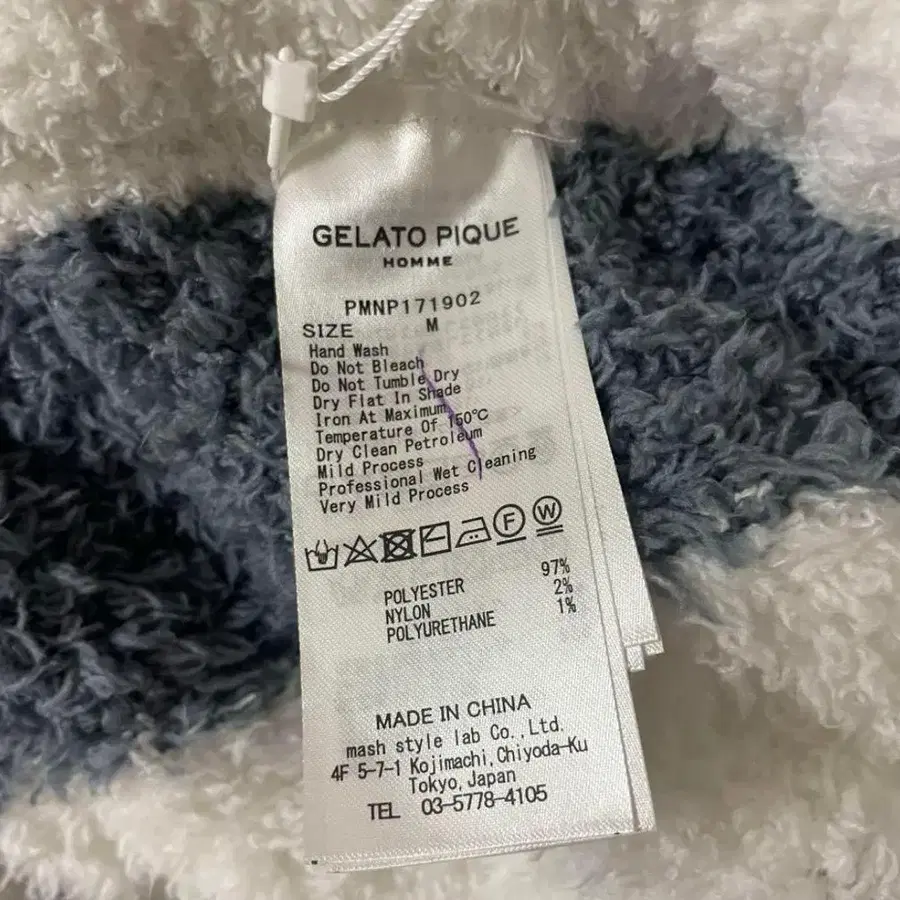 GELATO PIQUE
HOMME
PMNP171902
SIZE M
Hand Wash
Do Not Bleach
Do Not Tumble Dry
Dry Flat In Shade
Iron At Maximum
Temperature Of 150℃
Dry Clean Petroleum
Mild Process
Professional Wet Cleaning
Very Mild Process
F W
POLYESTER 97%
NYLON 2%
POLYURETHANE 1%
MADE IN CHINA
mash style lab Co.,Ltd.
4F 5-7-1 Kojimachi,Chiyoda-Ku
Tokyo,Japan
TEL 03-5778-4105